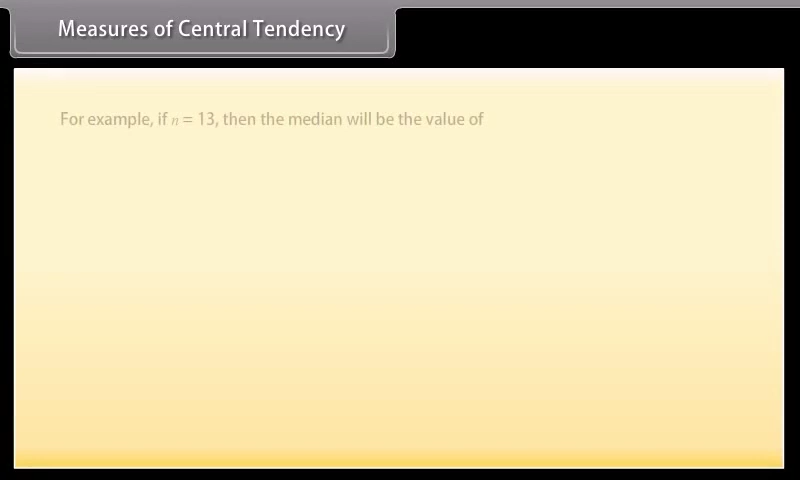 Measures of Central Tendency
For example, if n = 13, then the median will be the value of